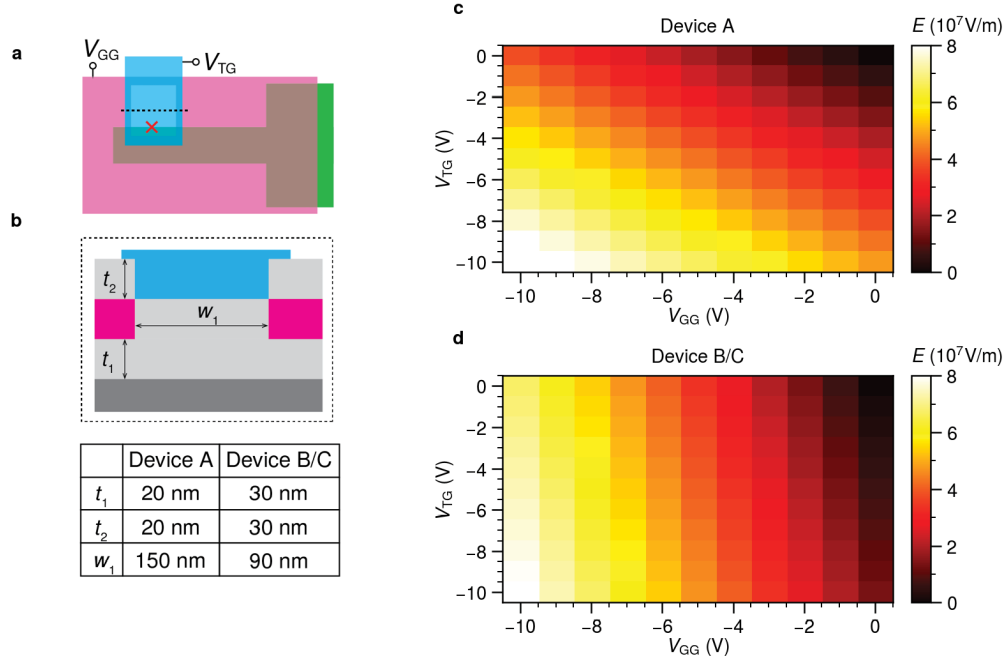 a
V_GG
V_TG
b
t_2
w_1
t_1
Device A Device B/C
t_1 20 nm 30 nm
t_2 20 nm 30 nm
w_1 150 nm 90 nm
c
Device A
E (10^7 V/m)
0
−2
−4
−6
−8
−10
V_TG (V)
−10 −8 −6 −4 −2 0
V_GG (V)
8
6
4
2
0
d
Device B/C
E (10^7 V/m)
0
−2
−4
−6
−8
−10
V_TG (V)
−10 −8 −6 −4 −2 0
V_GG (V)
8
6
4
2
0